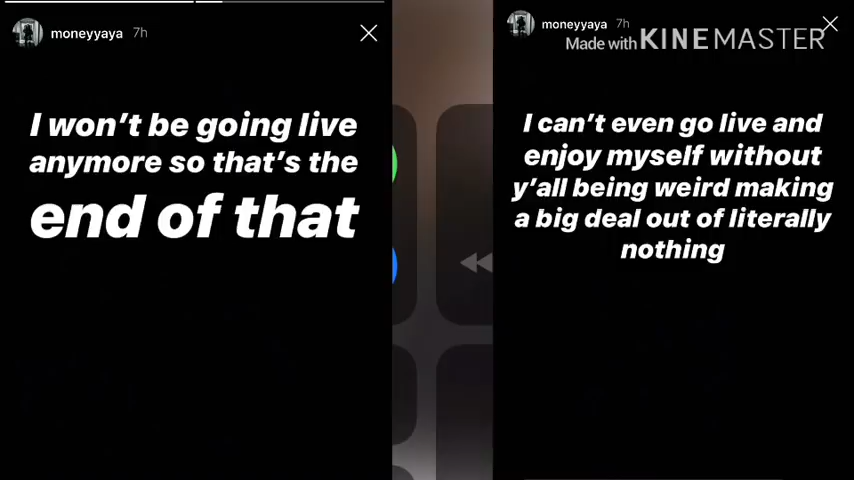 moneyyaya 7h
I won't be going live
anymore so that's the
end of that
moneyyaya 7h
Made with KINEMASTER
I can't even go live and
enjoy myself without
y'all being weird making
a big deal out of literally
nothing